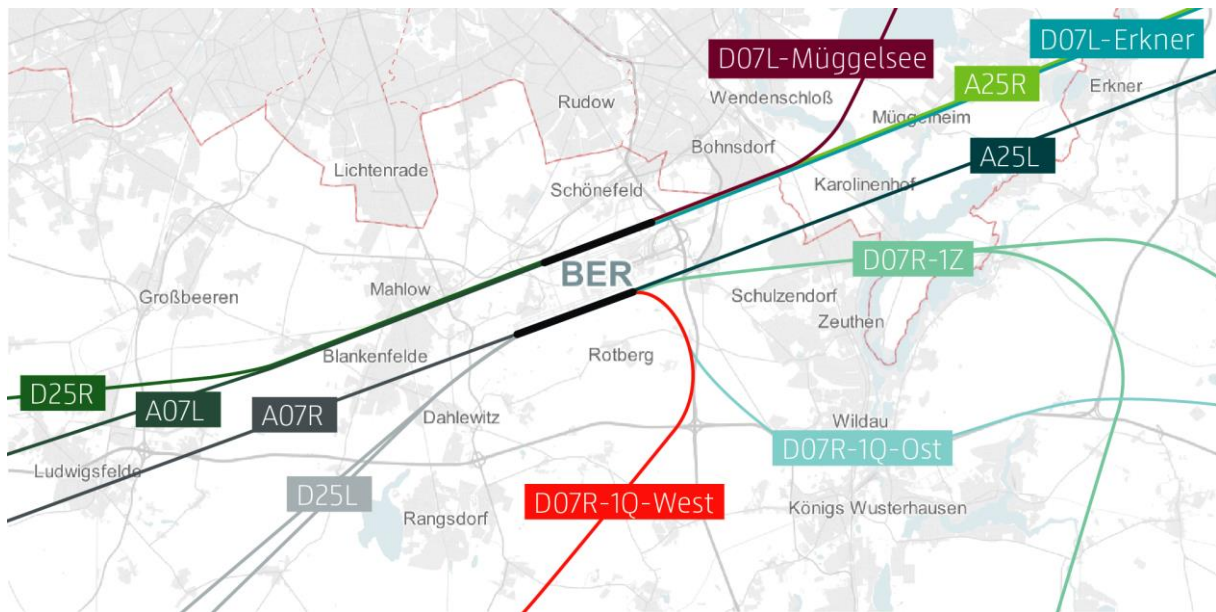 D07L-Erkner
D07L-Müggelsee
A25R
Erkner
Wendenschloß
Rudow
Müggelheim
Bohnsdorf
A25L
Lichtenrade
Schönefeld
Karolinenhof
D07R-1Z
BER
Großbeeren
Mahlow
Schulzendorf
Zeuthen
Blankenfelde
Rotberg
D25R
A07L
A07R
Dahlewitz
Wildau
D07R-1Q-Ost
Ludwigsfelde
D25L
D07R-1Q-West
Rangsdorf
Königs Wusterhausen